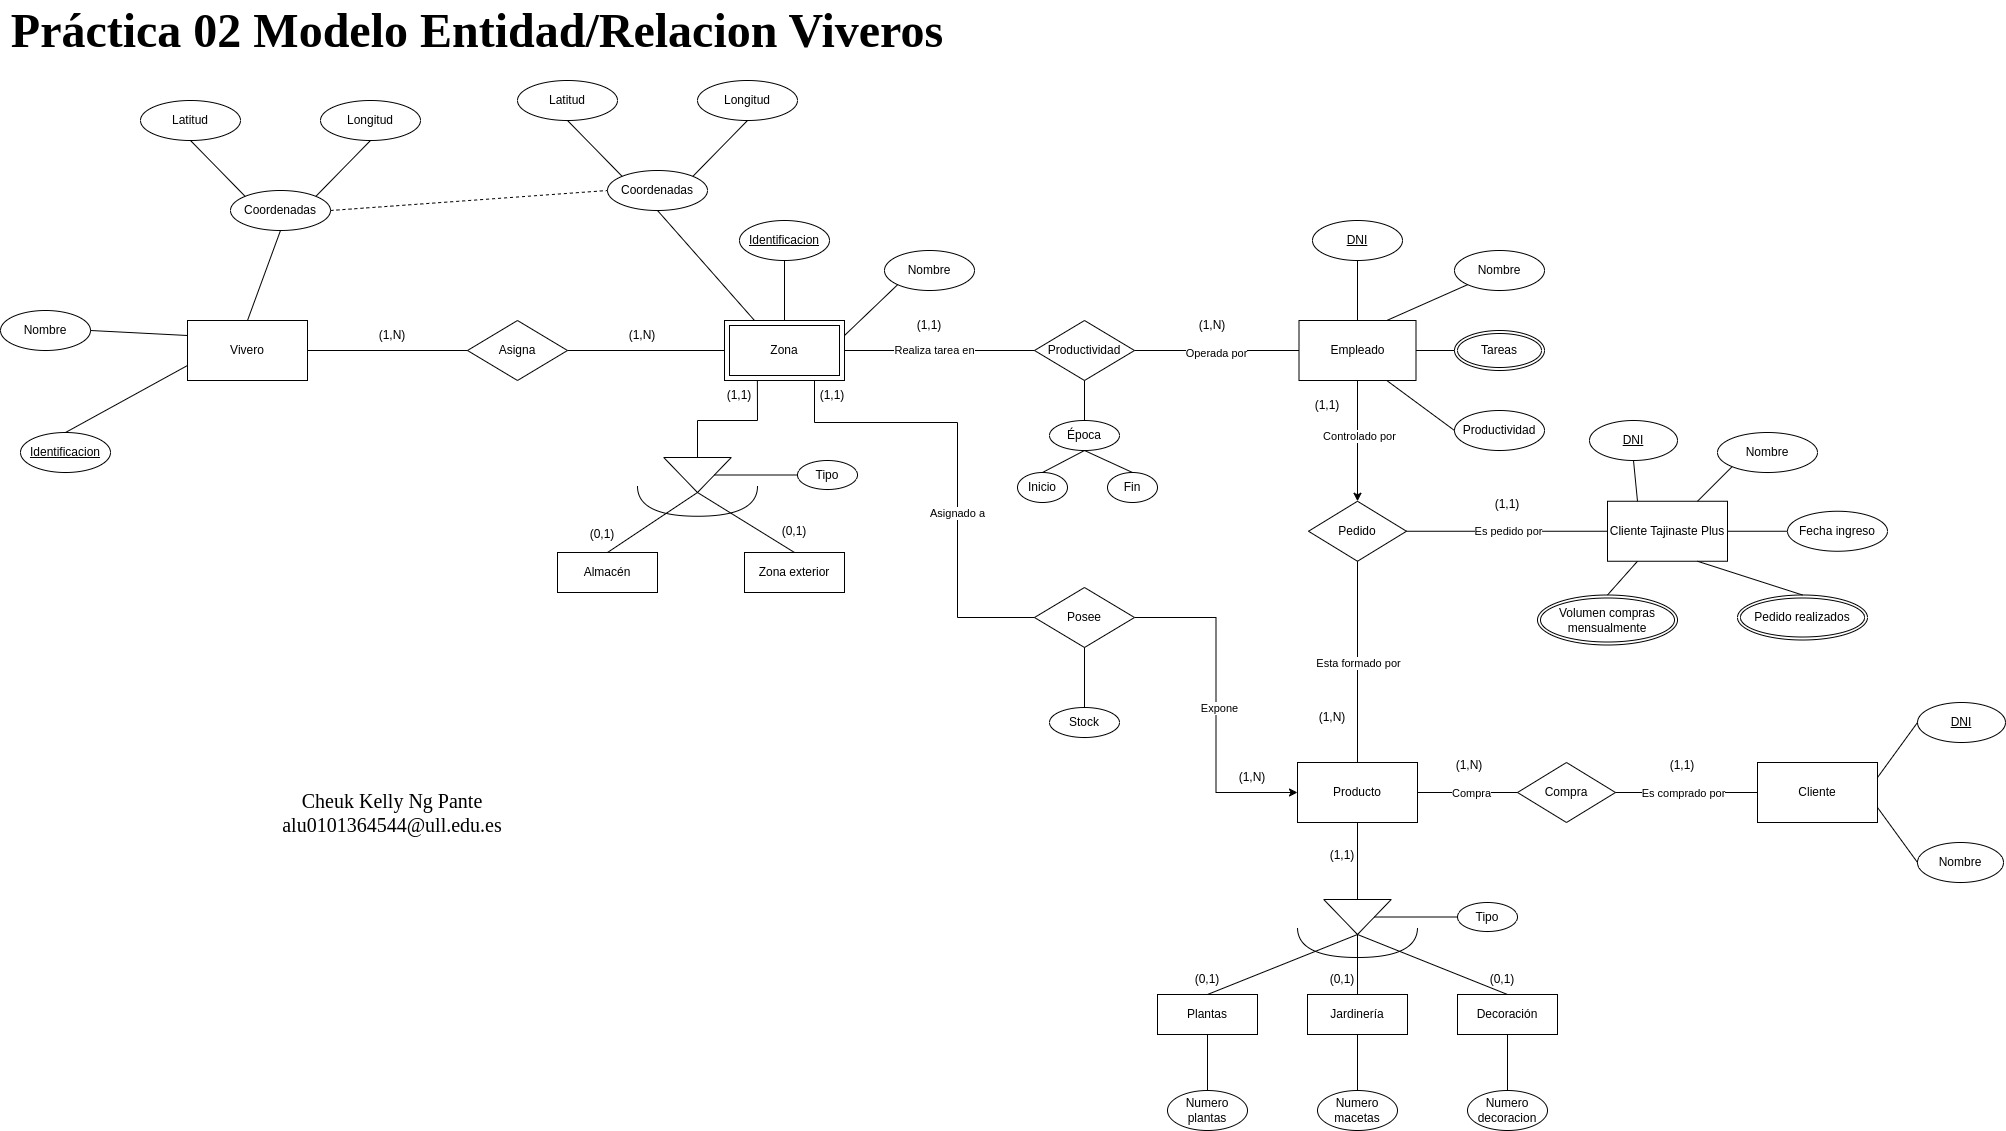 Práctica 02 Modelo Entidad/Relacion Viveros
Latitud
Longitud
Latitud
Longitud
Coordenadas
Coordenadas
Identificacion
Nombre
DNI
Nombre
Nombre
Vivero
(1,N)
Asigna
(1,N)
Zona
(1,1)
Realiza tarea en
Productividad
(1,N)
Operada por
Empleado
Tareas
Identificacion
(1,1)
(1,1)
Época
Inicio
Fin
(1,1)
Controlado por
Productividad
Tipo
(0,1)
(0,1)
Almacén
Zona exterior
Asignado a
Pedido
(1,1)
Es pedido por
DNI
Nombre
Cliente Tajinaste Plus
Fecha ingreso
Volumen compras
mensualmente
Pedido realizados
Posee
Stock
Expone
Esta formado por
(1,N)
(1,N)
Producto
(1,N)
Compra
Compra
(1,1)
Es comprado por
Cliente
DNI
Nombre
Cheuk Kelly Ng Pante
alu0101364544@ull.edu.es
(1,1)
Tipo
(0,1)
(0,1)
(0,1)
Plantas
Jardinería
Decoración
Numero
plantas
Numero
macetas
Numero
decoracion